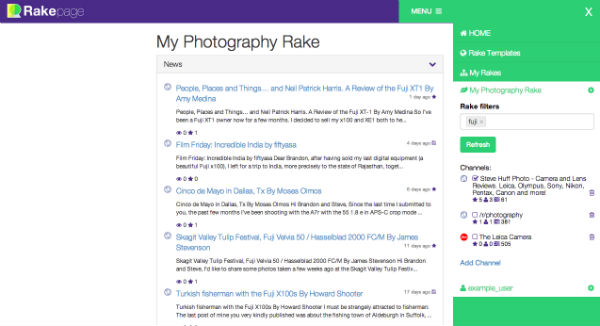 Rakepage
MENU
X
My Photography Rake
News
People, Places and Things… and Neil Patrick Harris. A Review of the Fuji XT1 By
Amy Medina
1 day ago
People, Places and Things… and Neil Patrick Harris. A Review of the Fuji XT-1 By Amy Medina So I've
been a Fuji XT1 owner now for a few months. I decided to sell my x100 and XE1 both to he...
0 1
Film Friday: Incredible India by fiftyasa
4 days ago
Film Friday: Incredible India by fiftyasa Dear Brandon, after having sold my last digital equipment (a
beautiful Fuji x100), I left for a trip to India, more precisely to the state of Rajasthan, toget...
0 1
Cinco de Mayo in Dallas, Tx By Moses Olmos
6 days ago
Cinco de Mayo in Dallas, Tx By Moses Olmos Hi Brandon and Steve, Since the last time I submitted to
you, the past few months I've been shooting with the A7r with the 55 1.8 e in APS-C crop mode ...
0 1
Skagit Valley Tulip Festival, Fuji Velvia 50 / Hasselblad 2000 FC/M By James
Stevenson
11 days ago
Skagit Valley Tulip Festival, Fuji Velvia 50 / Hasselblad 2000 FC/M By James Stevenson Hi Brandon
and Steve, I'd like to share some photos taken a few weeks ago at the Skagit Valley Tulip Festiv...
0 1
Turkish fisherman with the Fuji X100s By Howard Shooter
17 days ago
Turkish fisherman with the Fuji X100s By Howard Shooter I must be strangely attracted to fisherman:
The last post of mine you very kindly published was about the fishing town of Aldeburgh in Suffolk, ...
HOME
Rake Templates
My Rakes
My Photography Rake
Rake filters
fuji ×
Refresh
Channels:
Steve Huff Photo - Camera and Lens
Reviews. Leica, Olympus, Sony, Nikon,
Pentax, Canon and more!
5 3 61
/r/photography
1 1 361
The Leica Camera
0 0 505
Add Channel
example_user